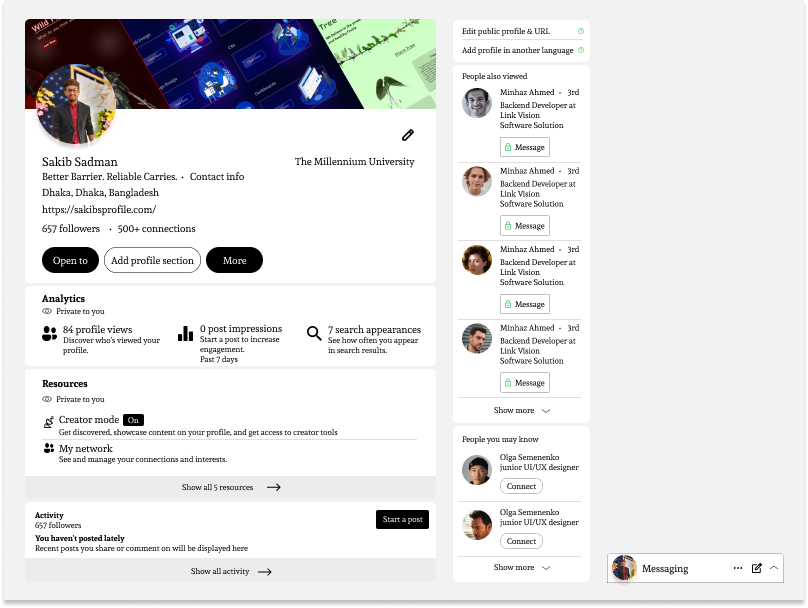 Wild
Tree
Plant Tree
Sakib Sadman
The Millennium University
Better Barrier. Reliable Carries. • Contact info
Dhaka, Dhaka, Bangladesh
https://sakibsprofile.com/
657 followers • 500+ connections
Open to
Add profile section
More
Analytics
Private to you
84 profile views
Discover who's viewed your
profile.
0 post impressions
Start a post to increase
engagement.
Past 7 days
7 search appearances
See how often you appear
in search results.
Resources
Private to you
Creator mode On
Get discovered, showcase content on your profile, and get access to creator tools
My network
See and manage your connections and interests.
Show all 5 resources
Activity
657 followers
Start a post
You haven't posted lately
Recent posts you share or comment on will be displayed here
Show all activity
Edit public profile & URL
Add profile in another language
People also viewed
Minhaz Ahmed • 3rd
Backend Developer at
Link Vision
Software Solution
Message
Minhaz Ahmed • 3rd
Backend Developer at
Link Vision
Software Solution
Message
Minhaz Ahmed • 3rd
Backend Developer at
Link Vision
Software Solution
Message
Minhaz Ahmed • 3rd
Backend Developer at
Link Vision
Software Solution
Message
Show more
People you may know
Olga Semenenko
junior UI/UX designer
Connect
Olga Semenenko
junior UI/UX designer
Connect
Show more
Messaging